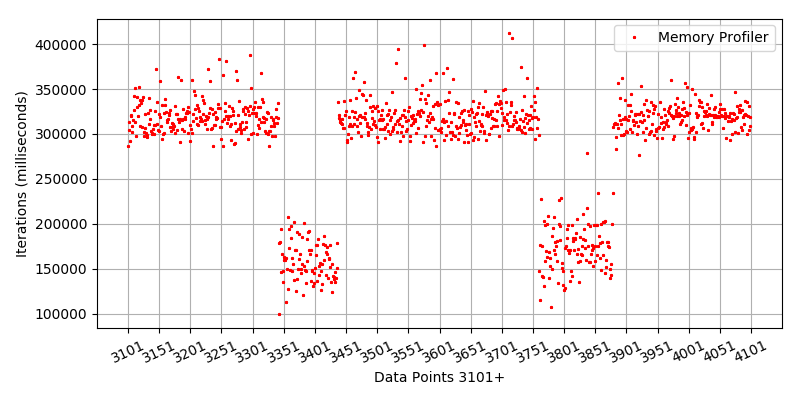 Memory Profiler
400000
350000
300000
250000
200000
150000
100000
Iterations (milliseconds)
3101 3151 3201 3251 3301 3351 3401 3451 3501 3551 3601 3651 3701 3751 3801 3851 3901 3951 4001 4051 4101
Data Points 3101+